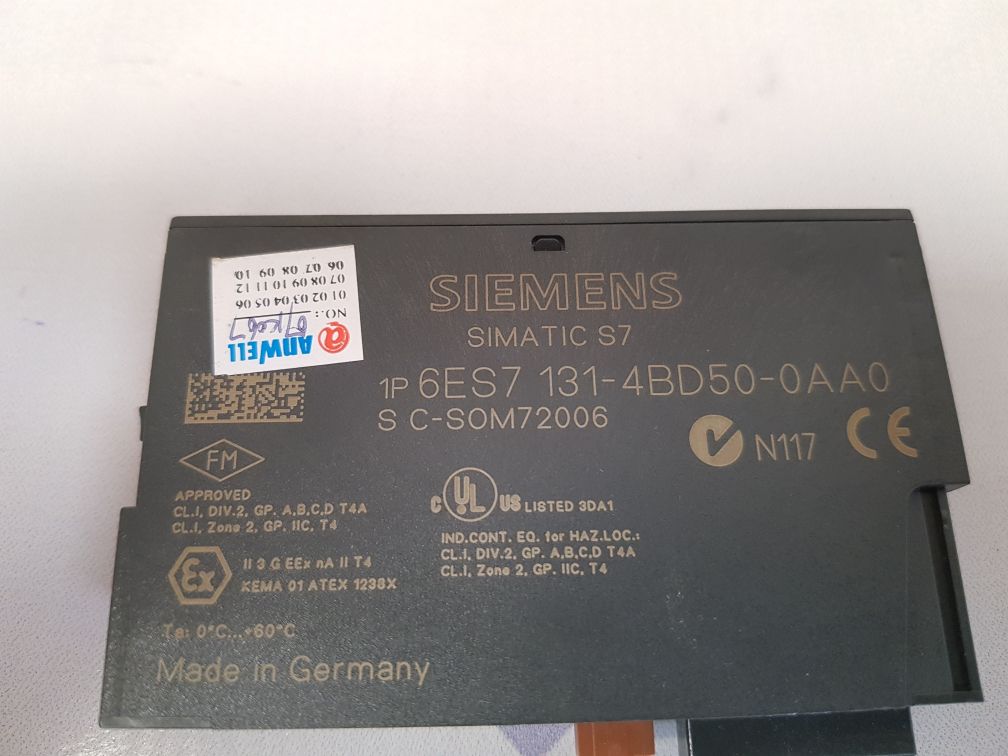 SIEMENS
SIMATIC S7
1P 6ES7 131-4BD50-0AA0
S C-SOM72006
N117 CE
FM
APPROVED
CL.I, DIV.2, GP. A,B,C,D T4A
CL.I, Zone 2, GP. IIC, T4
C UL US LISTED 3DA1
IND.CONT. EQ. for HAZ.LOC.:
CL.I, DIV.2, GP. A,B,C,D T4A
CL.I, Zone 2, GP. IIC, T4
Ex II 3 G EEx nA II T4
KEMA 01 ATEX 1238X
Ta: 0°C...+60°C
Made in Germany
@ ADWELL
NO.:
01 02 03 04 05 06
07 08 09 10 11 12
06 07 08 09 10